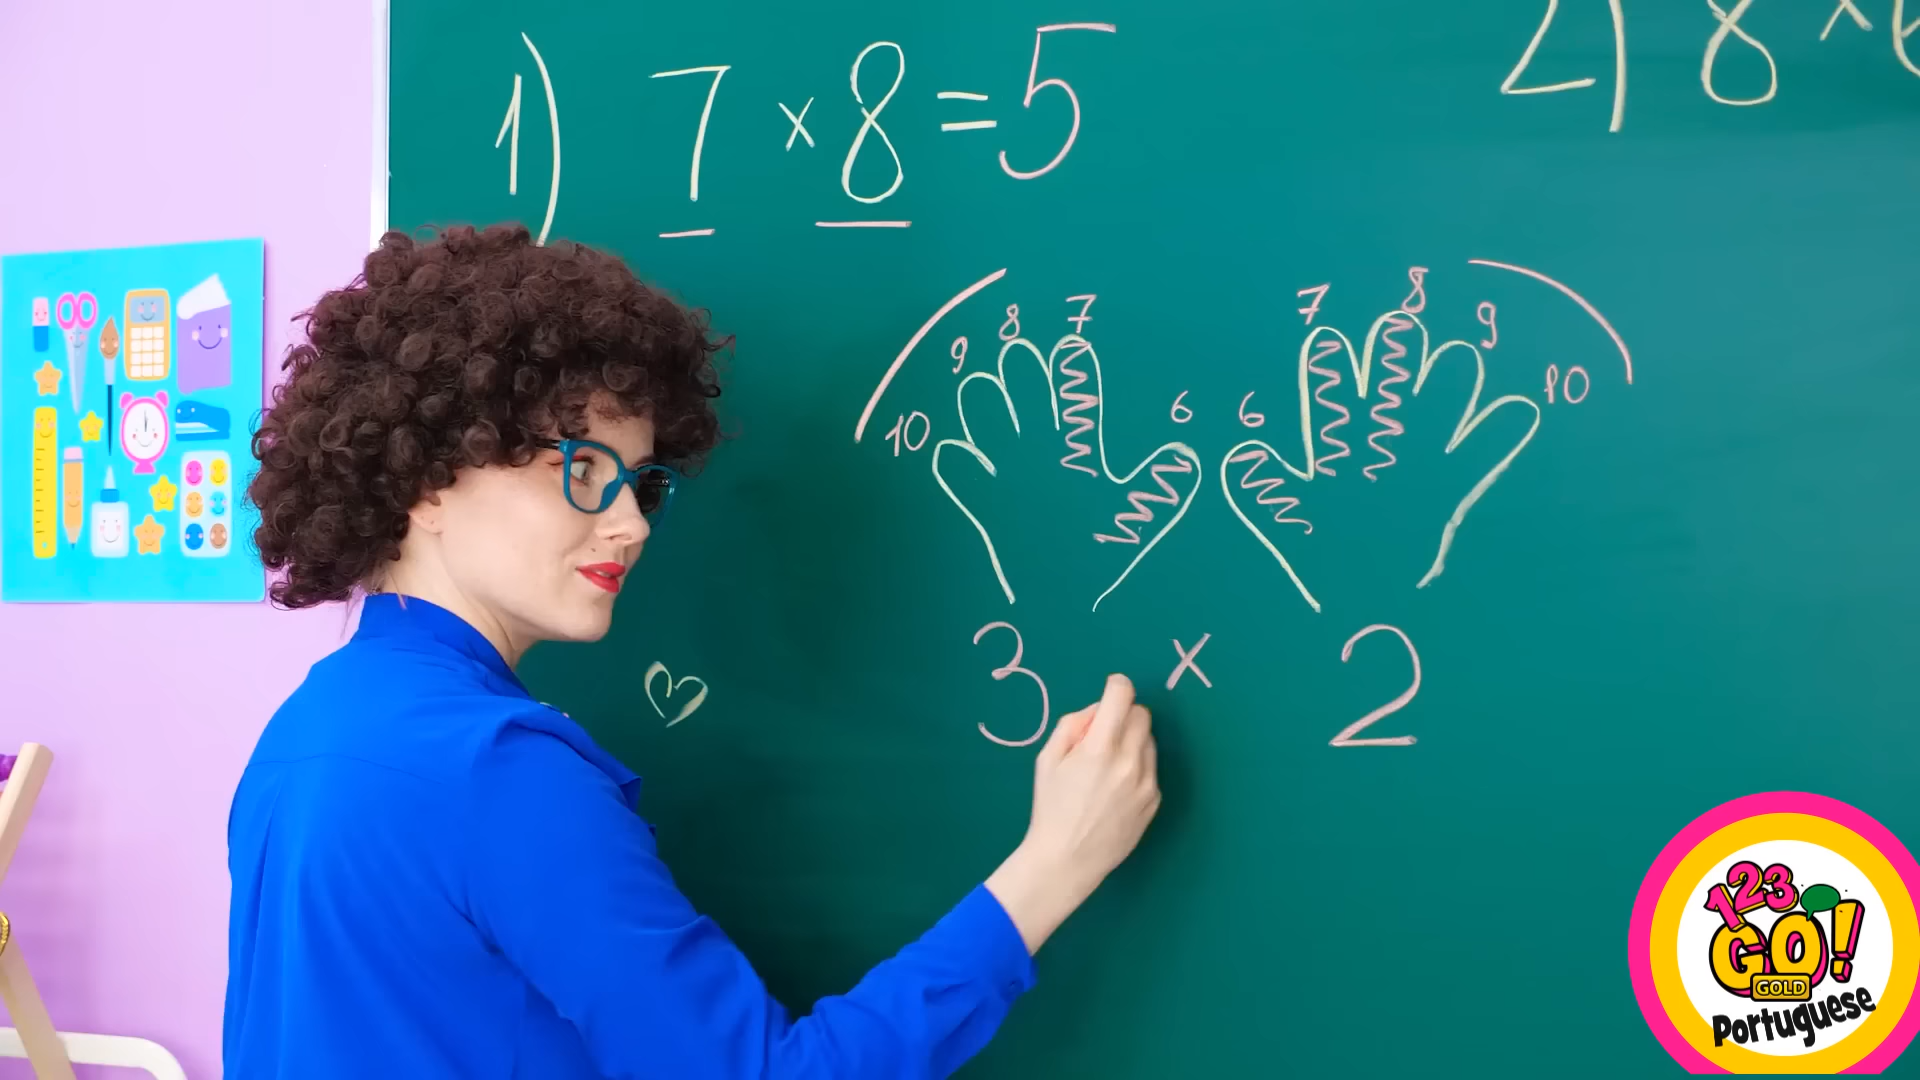 1) 7 × 8 = 5
2) 8 ×
10 9 8 7 6
6 7 8 9 10
3 × 2
123
GO!
GOLD
Portuguese